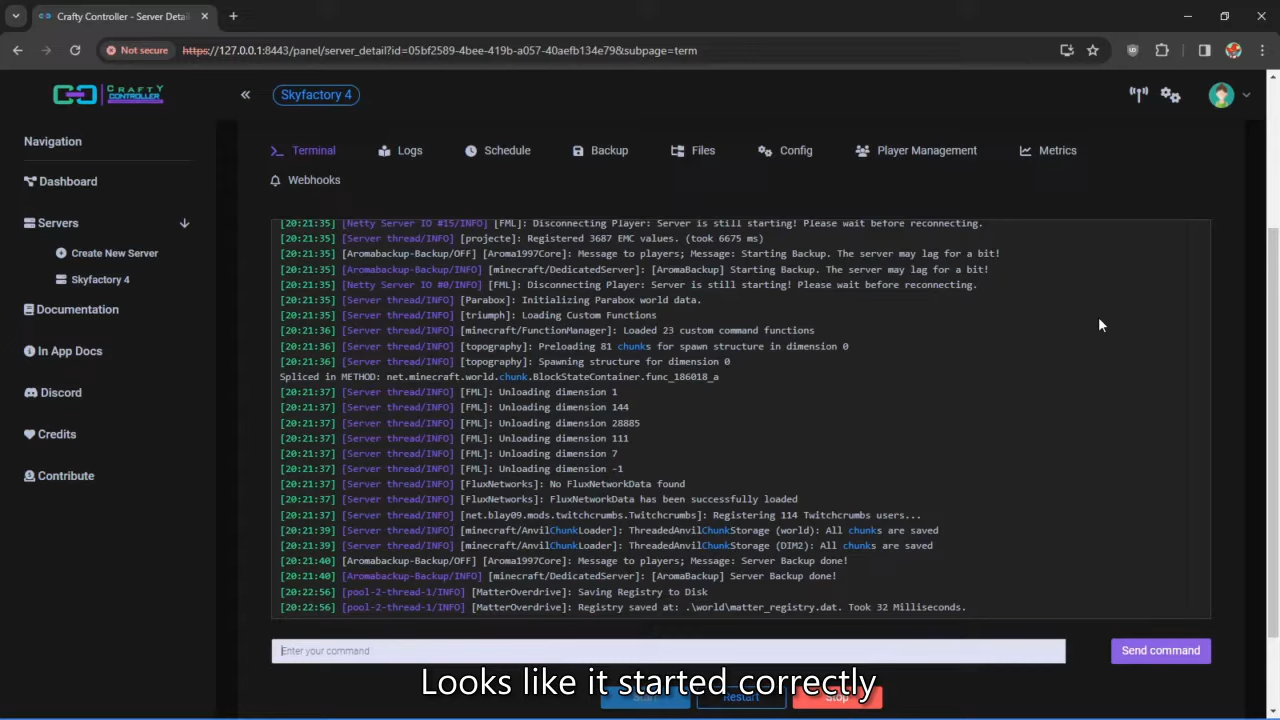 Crafty Controller - Server Detai
Not secure
https://127.0.0.1:8443/panel/server_detail?id=05bf2589-4bee-419b-a057-40aefb134e79&subpage=term
CRAFTY CONTROLLER
Skyfactory 4
Navigation
Dashboard
Servers
Create New Server
Skyfactory 4
Documentation
In App Docs
Discord
Credits
Contribute
Terminal Logs Schedule Backup Files Config Player Management Metrics
Webhooks
[20:21:35] [Netty Server IO #15/INFO] [FML]: Disconnecting Player: Server is still starting! Please wait before reconnecting.
[20:21:35] [Server thread/INFO] [projecte]: Registered 3687 EMC values. (took 6675 ms)
[20:21:35] [Aromabackup-Backup/OFF] [Aroma1997Core]: Message to players; Message: Starting Backup. The server may lag for a bit!
[20:21:35] [Aromabackup-Backup/INFO] [minecraft/DedicatedServer]: [AromaBackup] Starting Backup. The server may lag for a bit!
[20:21:35] [Netty Server IO #0/INFO] [FML]: Disconnecting Player: Server is still starting! Please wait before reconnecting.
[20:21:35] [Server thread/INFO] [Parabox]: Initializing Parabox world data.
[20:21:35] [Server thread/INFO] [triumph]: Loading Custom Functions
[20:21:36] [Server thread/INFO] [minecraft/FunctionManager]: Loaded 23 custom command functions
[20:21:36] [Server thread/INFO] [topography]: Preloading 81 chunks for spawn structure in dimension 0
[20:21:36] [Server thread/INFO] [topography]: Spawning structure for dimension 0
Spliced in METHOD: net.minecraft.world.chunk.BlockStateContainer.func_186018_a
[20:21:37] [Server thread/INFO] [FML]: Unloading dimension 1
[20:21:37] [Server thread/INFO] [FML]: Unloading dimension 144
[20:21:37] [Server thread/INFO] [FML]: Unloading dimension 28885
[20:21:37] [Server thread/INFO] [FML]: Unloading dimension 111
[20:21:37] [Server thread/INFO] [FML]: Unloading dimension 7
[20:21:37] [Server thread/INFO] [FML]: Unloading dimension -1
[20:21:37] [Server thread/INFO] [FluxNetworks]: No FluxNetworkData found
[20:21:37] [Server thread/INFO] [FluxNetworks]: FluxNetworkData has been successfully loaded
[20:21:37] [Server thread/INFO] [net.blay09.mods.twitchcrumbs.Twitchcrumbs]: Registering 114 Twitchcrumbs users...
[20:21:39] [Server thread/INFO] [minecraft/AnvilChunkLoader]: ThreadedAnvilChunkStorage (world): All chunks are saved
[20:21:39] [Server thread/INFO] [minecraft/AnvilChunkLoader]: ThreadedAnvilChunkStorage (DIM2): All chunks are saved
[20:21:40] [Aromabackup-Backup/OFF] [Aroma1997Core]: Message to players; Message: Server Backup done!
[20:21:40] [Aromabackup-Backup/INFO] [minecraft/DedicatedServer]: [AromaBackup] Server Backup done!
[20:22:56] [pool-2-thread-1/INFO] [MatterOverdrive]: Saving Registry to Disk
[20:22:56] [pool-2-thread-1/INFO] [MatterOverdrive]: Registry saved at: .\world\matter_registry.dat. Took 32 Milliseconds.
Enter your command
Send command
Looks like it started correctly
Start Restart Stop